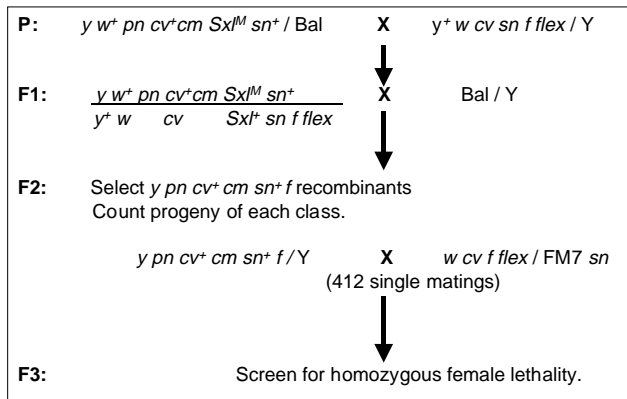 P: y w⁺ pn cv⁺cm Sxlᴹ sn⁺ / Bal X y⁺ w cv sn f flex / Y
F1: y w⁺ pn cv⁺cm Sxlᴹ sn⁺ X Bal / Y
y⁺ w cv Sxl⁺ sn f flex
F2: Select y pn cv⁺ cm sn⁺ f recombinants
Count progeny of each class.
y pn cv⁺ cm sn⁺ f / Y X w cv f flex / FM7 sn
(412 single matings)
F3: Screen for homozygous female lethality.